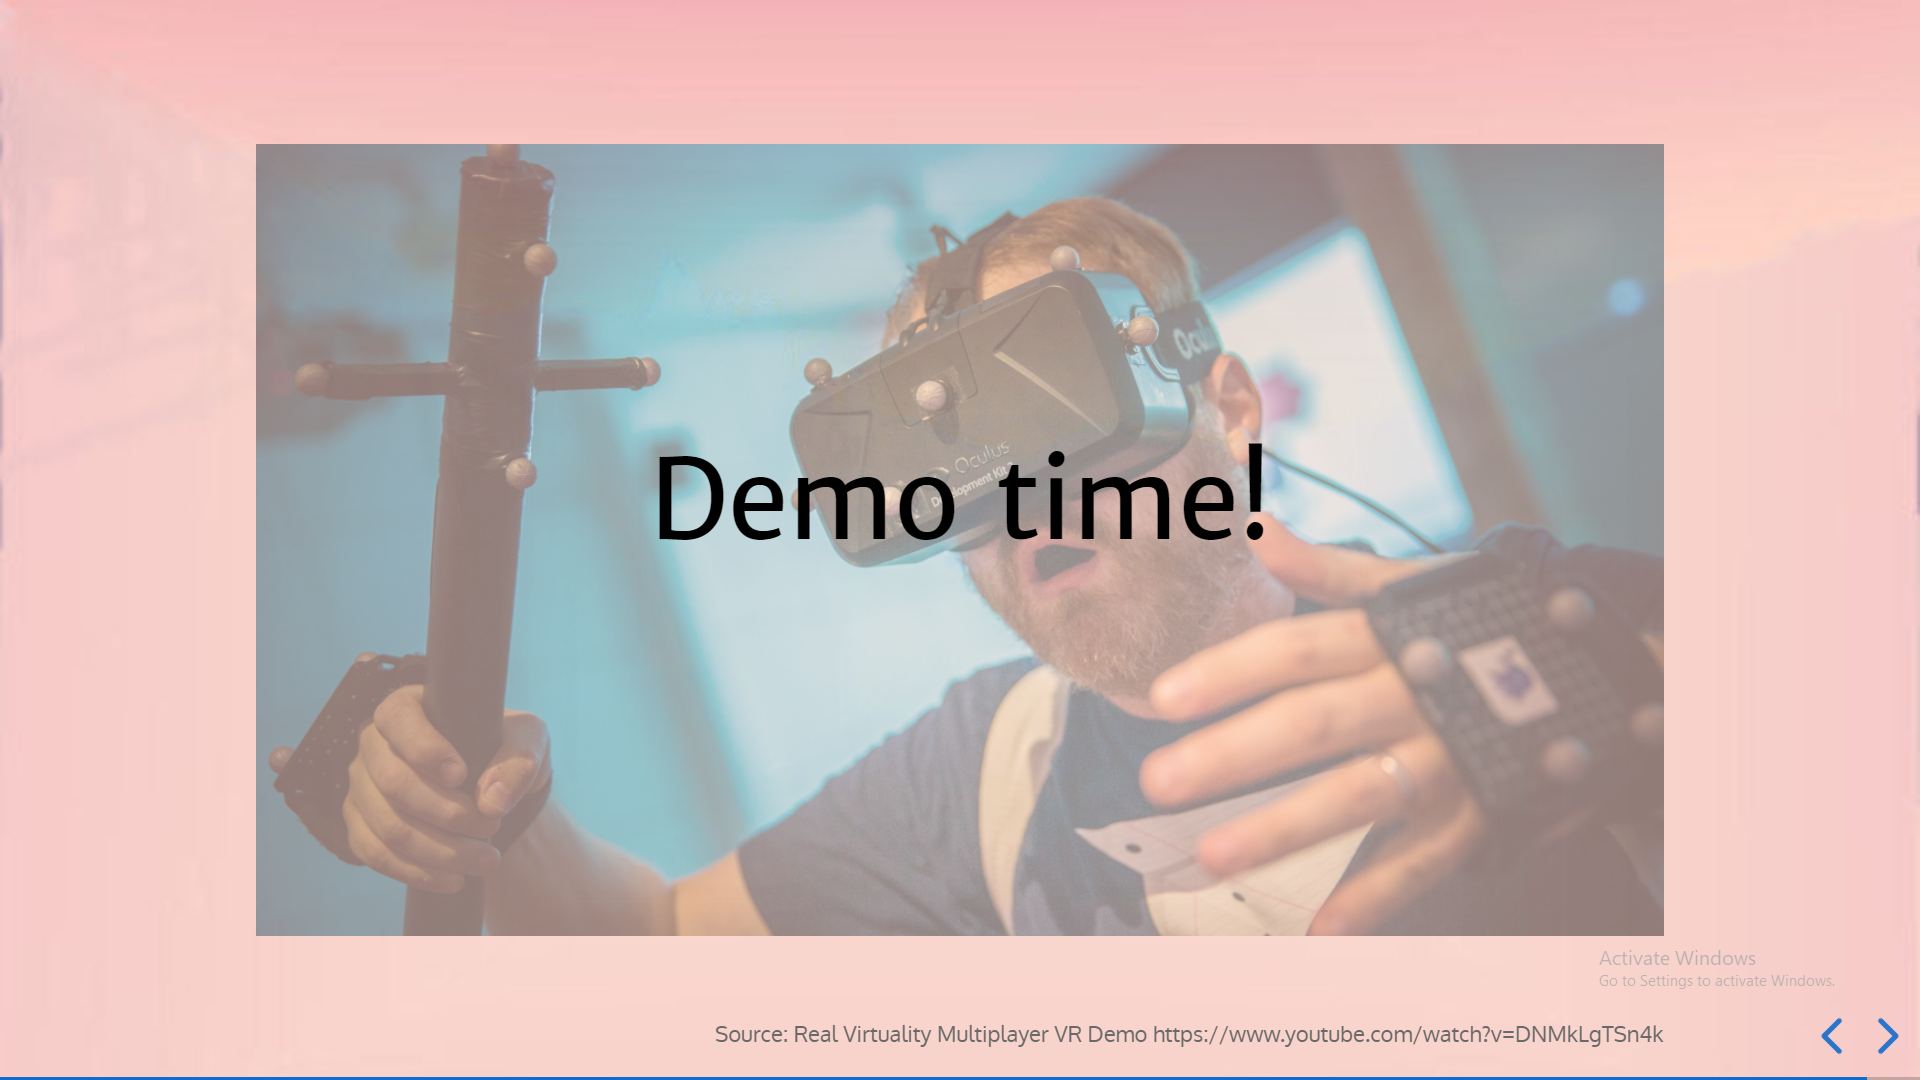 Ocul
Oculus
Development Kit
Demo time!
Activate Windows
Go to Settings to activate Windows.
Source: Real Virtuality Multiplayer VR Demo https://www.youtube.com/watch?v=DNMkLgTSn4k